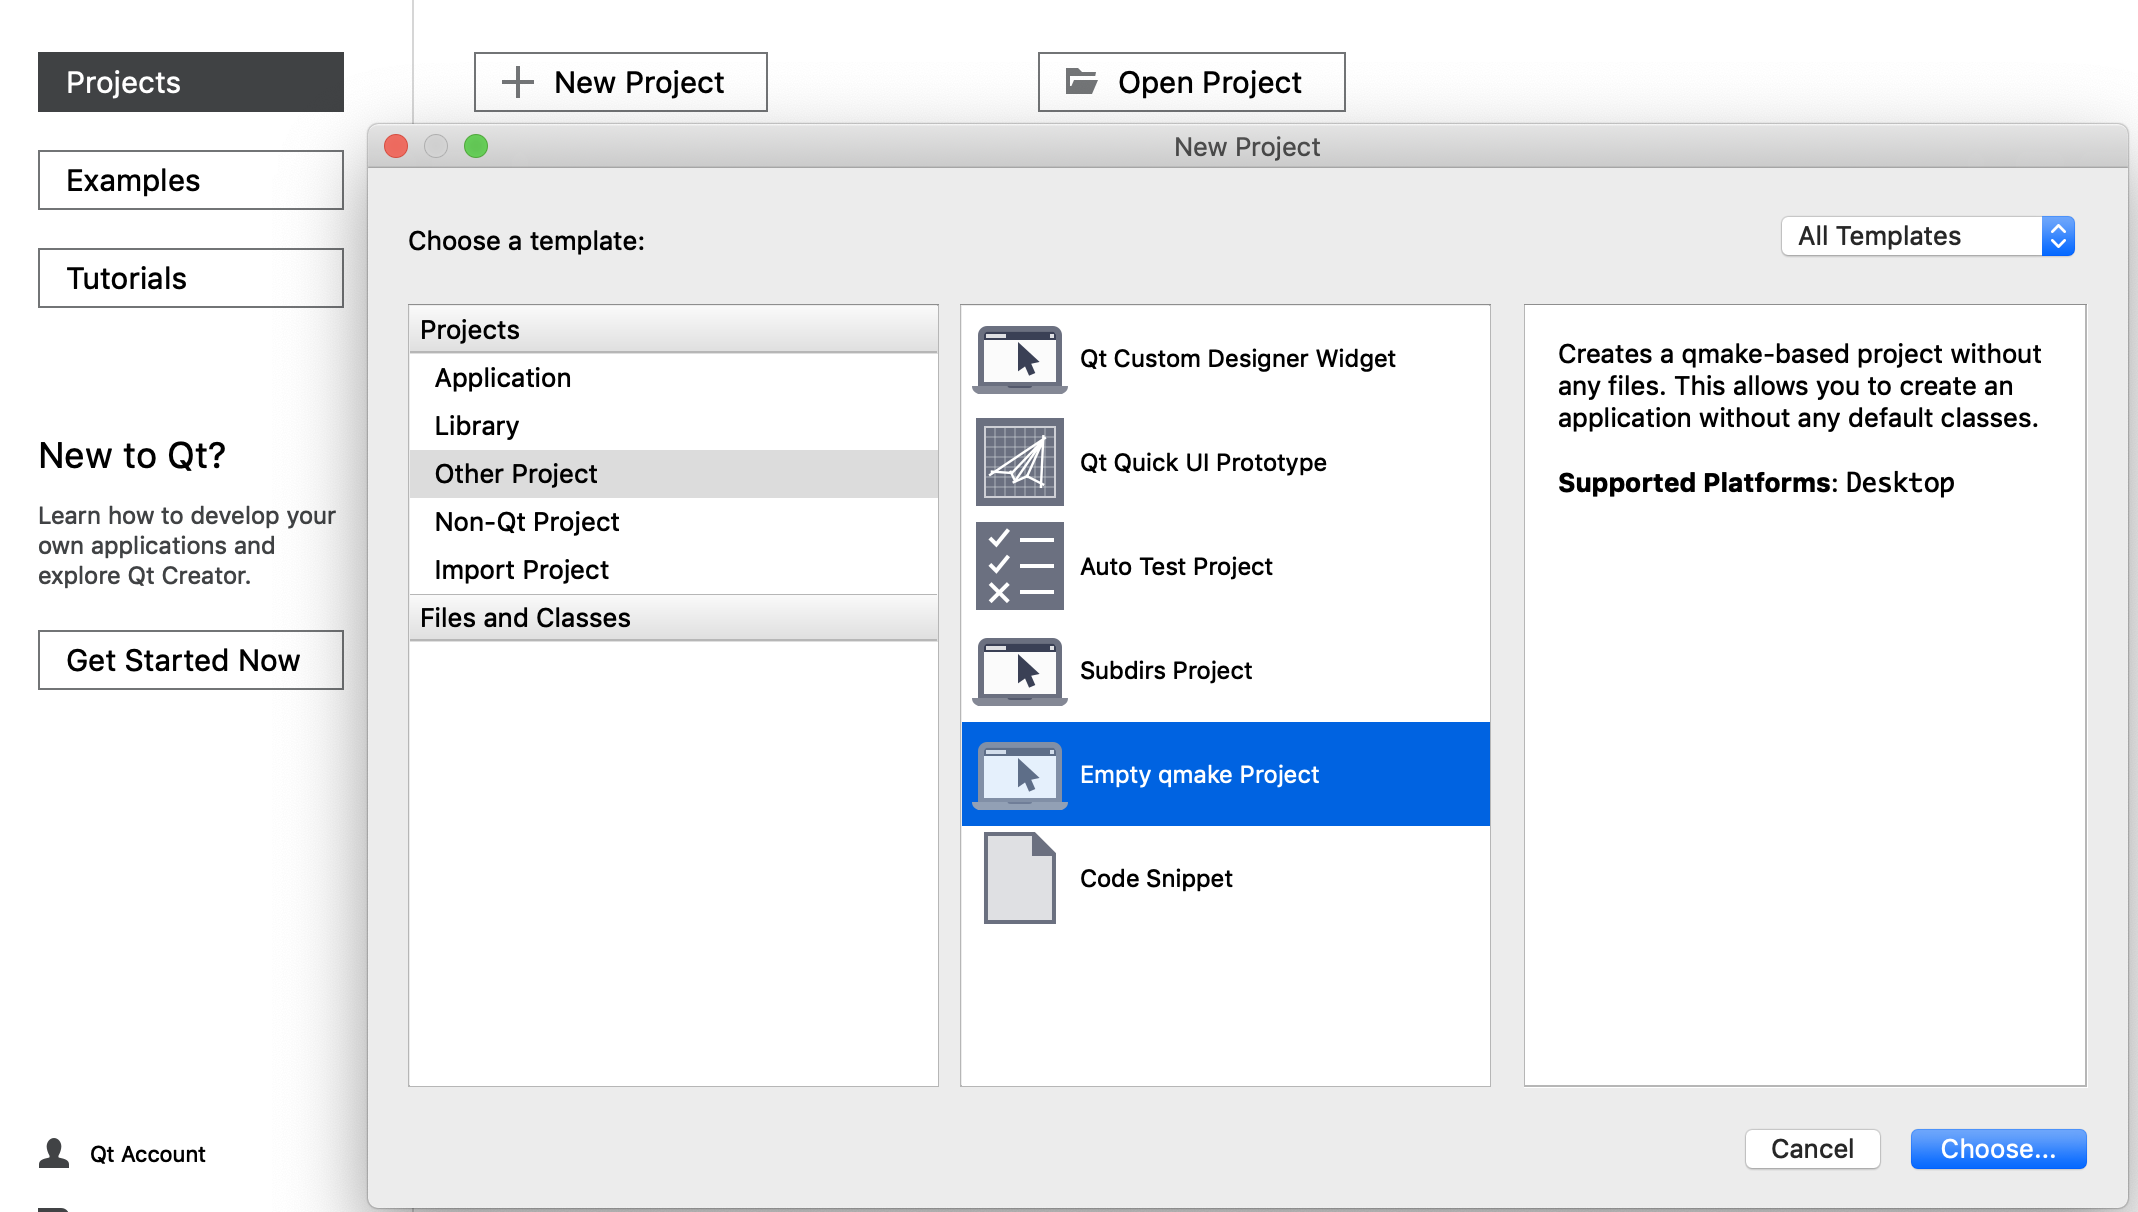 Projects
New Project
Open Project
Examples
Tutorials
New to Qt?
Learn how to develop your
own applications and
explore Qt Creator.
Get Started Now
Qt Account
New Project
Choose a template:
All Templates
Projects
Application
Library
Other Project
Non-Qt Project
Import Project
Files and Classes
Qt Custom Designer Widget
Qt Quick UI Prototype
Auto Test Project
Subdirs Project
Empty qmake Project
Code Snippet
Creates a qmake-based project without
any files. This allows you to create an
application without any default classes.
Supported Platforms: Desktop
Cancel
Choose...